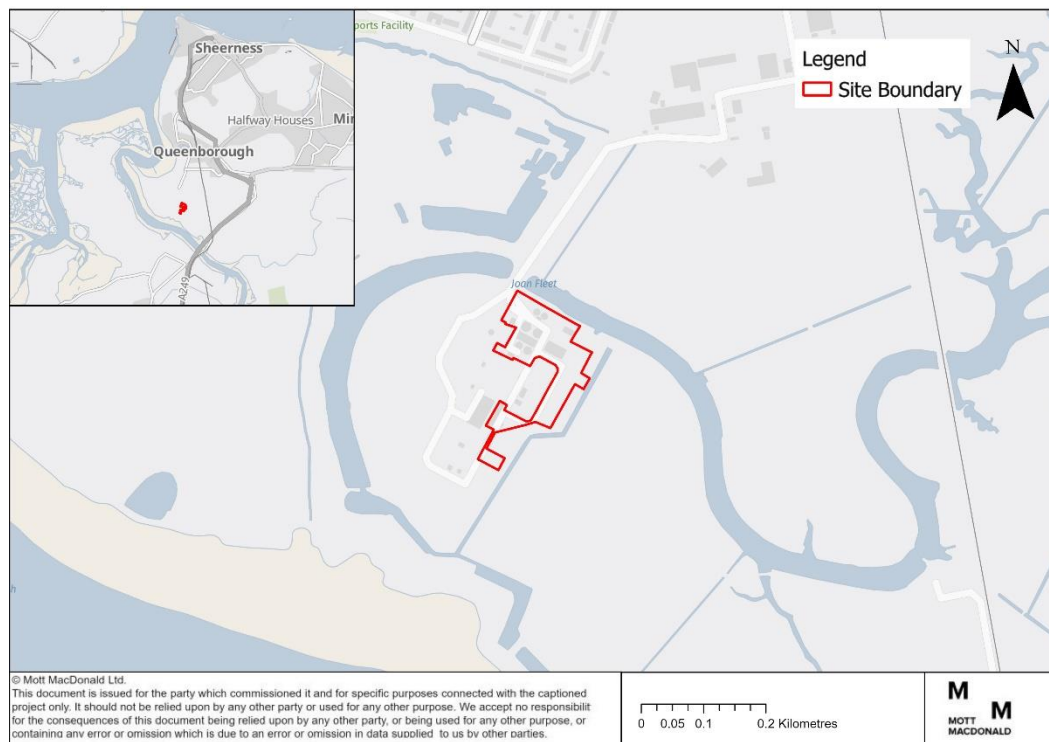 Sheerness
Halfway Houses
Min
Queenborough
A249
ports Facility
Joan Fleet
Legend
Site Boundary
N
© Mott MacDonald Ltd.
This document is issued for the party which commissioned it and for specific purposes connected with the captioned
project only. It should not be relied upon by any other party or used for any other purpose. We accept no responsibilit
for the consequences of this document being relied upon by any other party, or being used for any other purpose, or
containing any error or omission which is due to an error or omission in data supplied to us by other parties.
0 0.05 0.1 0.2 Kilometres
M
M
MOTT
MACDONALD